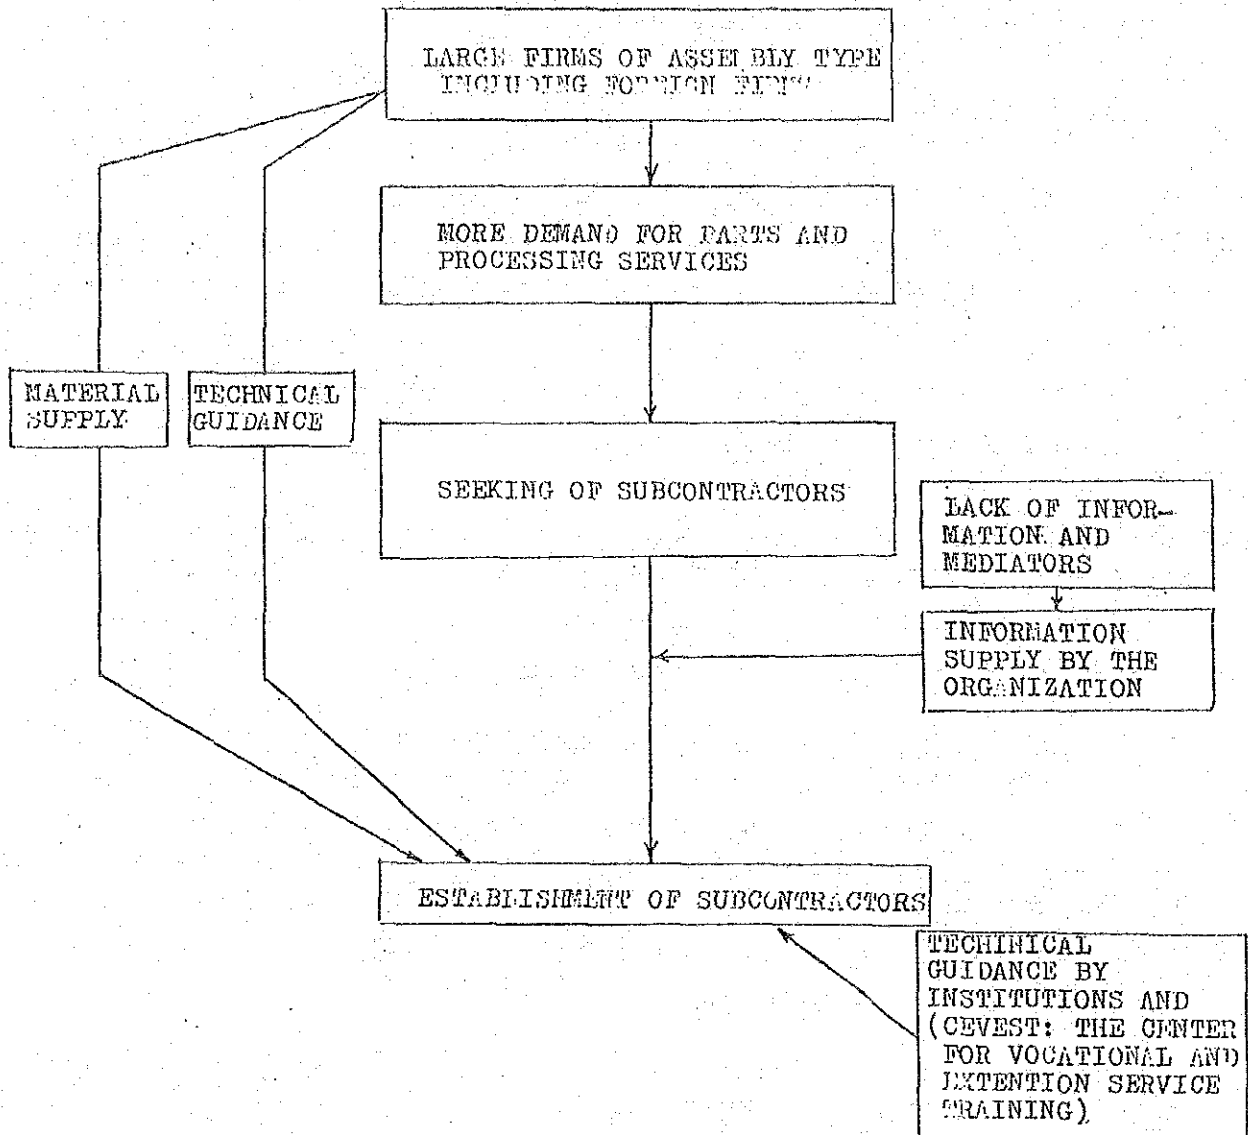 LARGE FIRMS OF ASSEMBLY TYPE
INCLUDING FOREIGN FIRMS
MORE DEMAND FOR PARTS AND
PROCESSING SERVICES
MATERIAL
SUPPLY
TECHNICAL
GUIDANCE
SEEKING OF SUBCONTRACTORS
LACK OF INFOR-
MATION AND
MEDIATORS
INFORMATION
SUPPLY BY THE
ORGANIZATION
ESTABLISHMENT OF SUBCONTRACTORS
TECHINICAL
GUIDANCE BY
INSTITUTIONS AND
(CEVEST: THE CENTER
FOR VOCATIONAL AND
EXTENTION SERVICE
TRAINING)